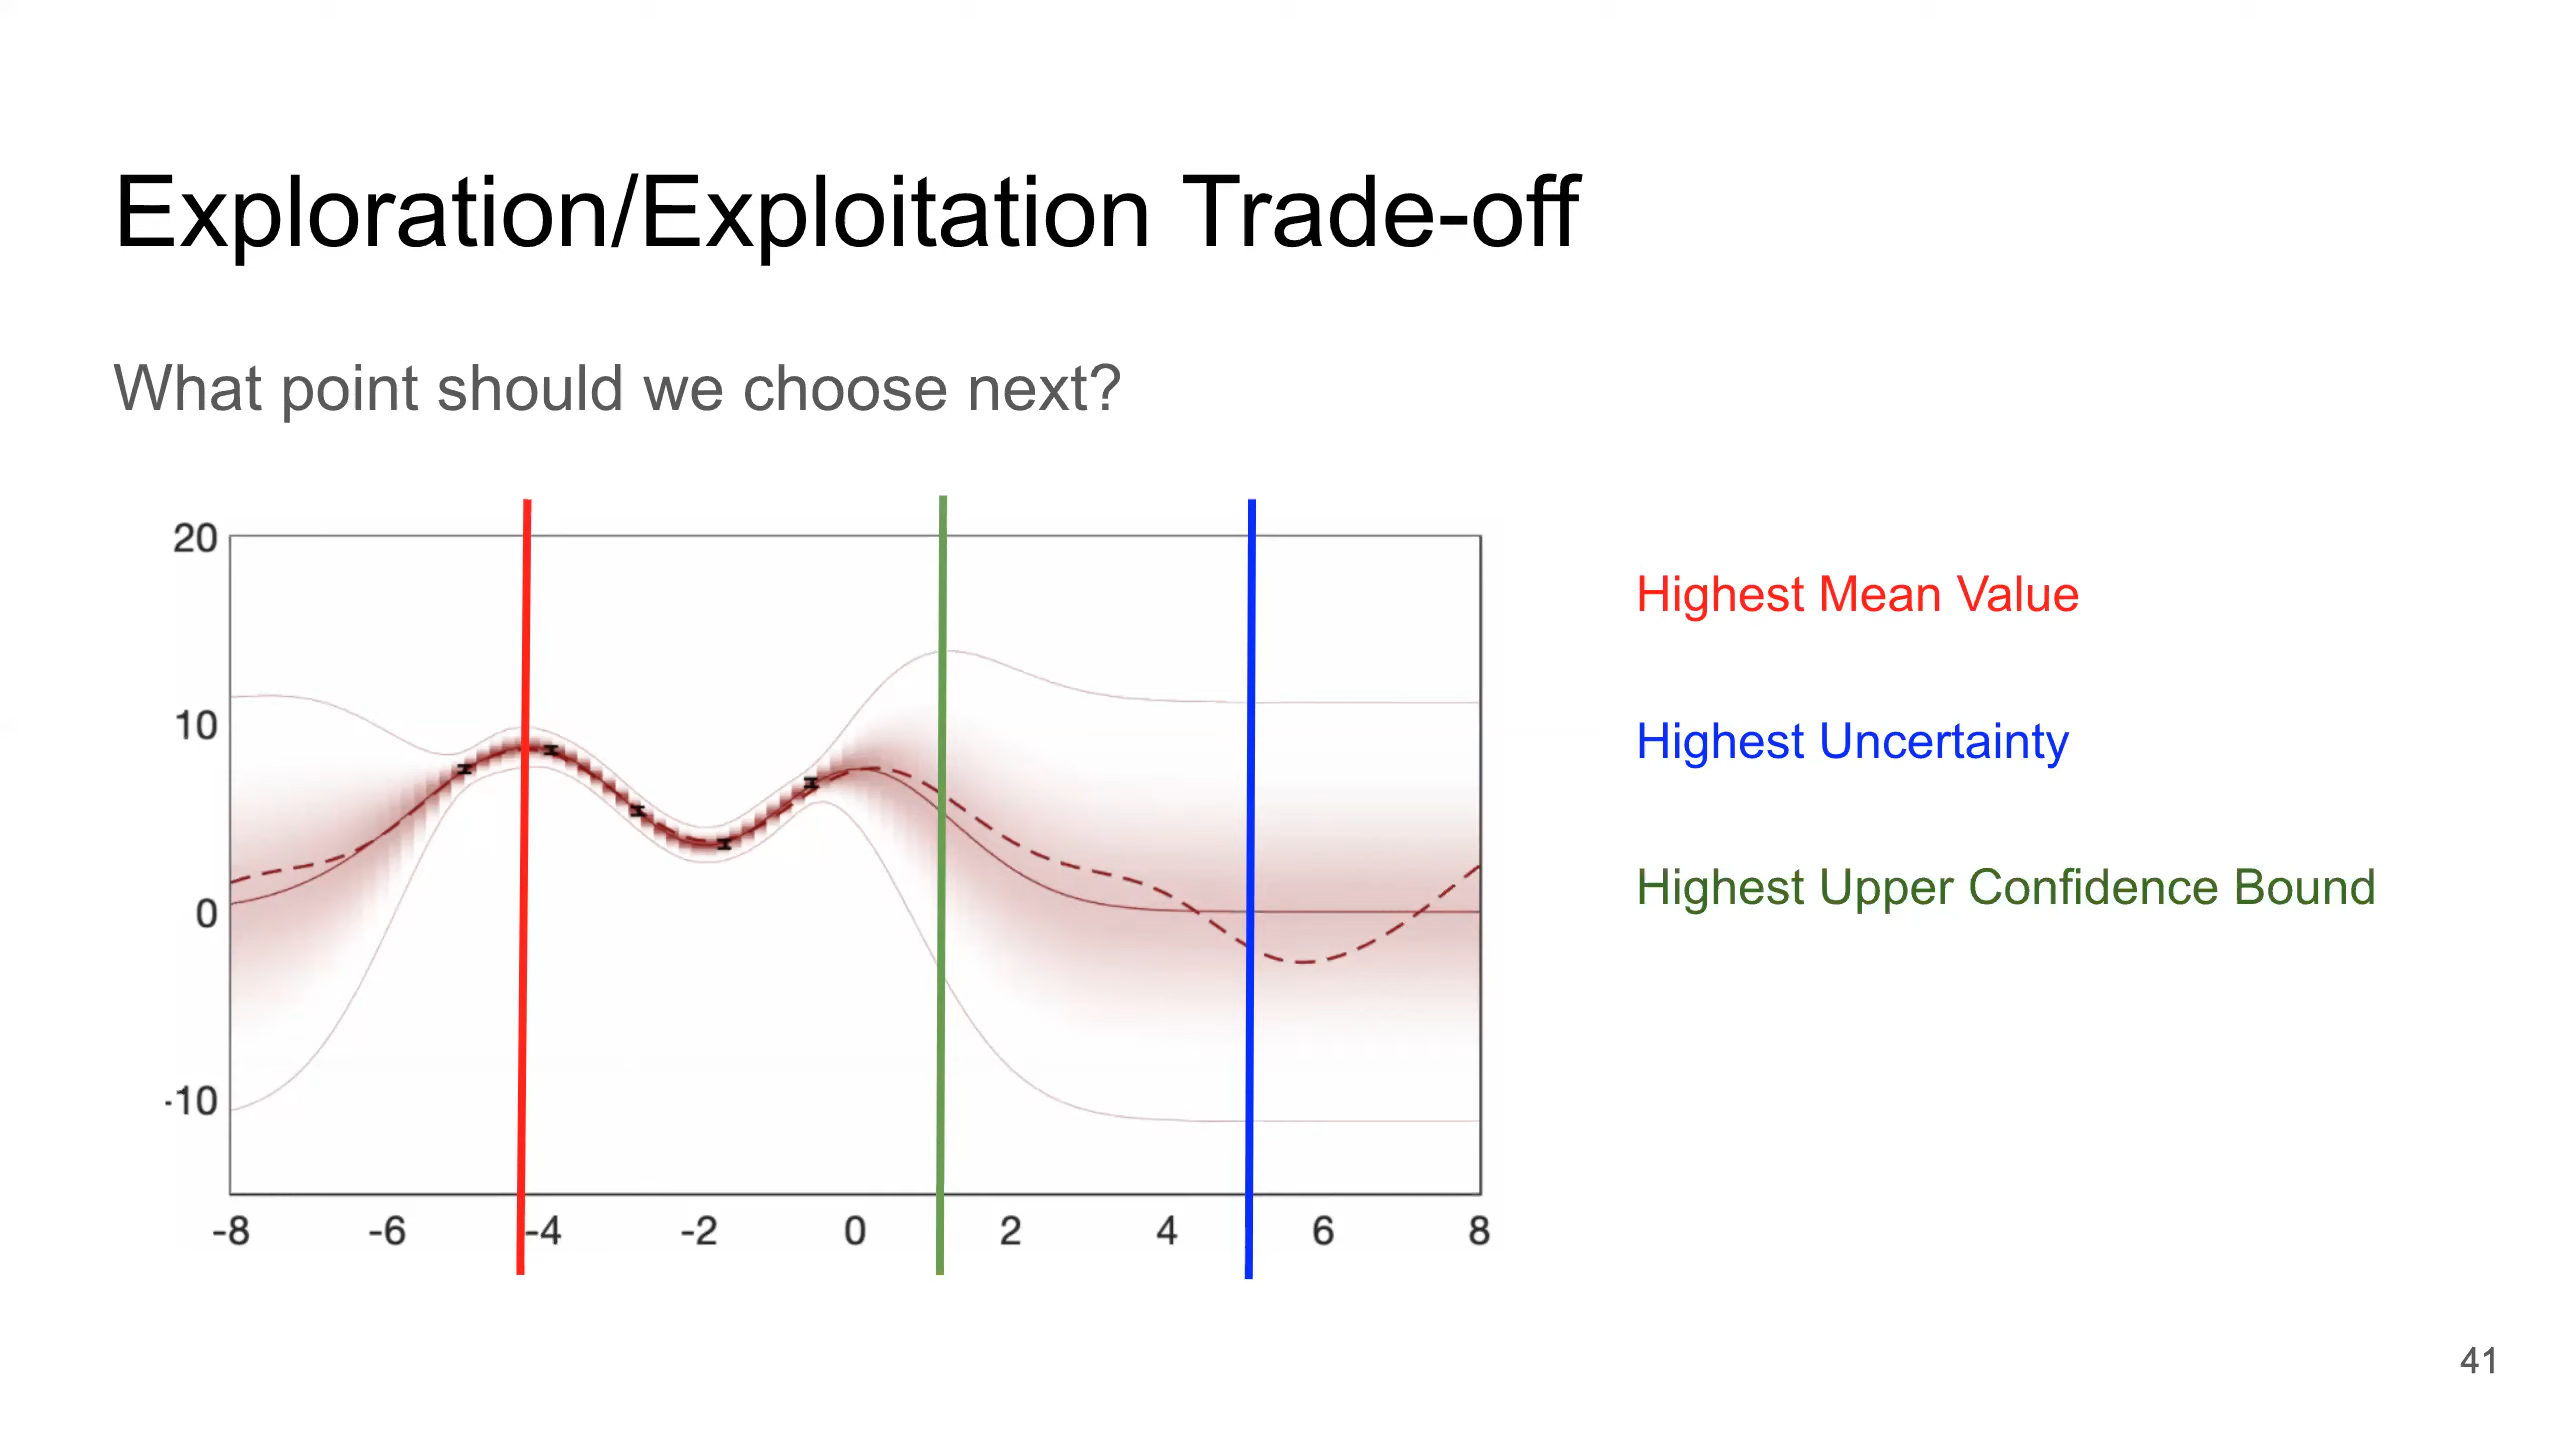 Exploration/Exploitation Trade-off
What point should we choose next?
20
10
0
-10
-8 -6 -4 -2 0 2 4 6 8
Highest Mean Value
Highest Uncertainty
Highest Upper Confidence Bound
41